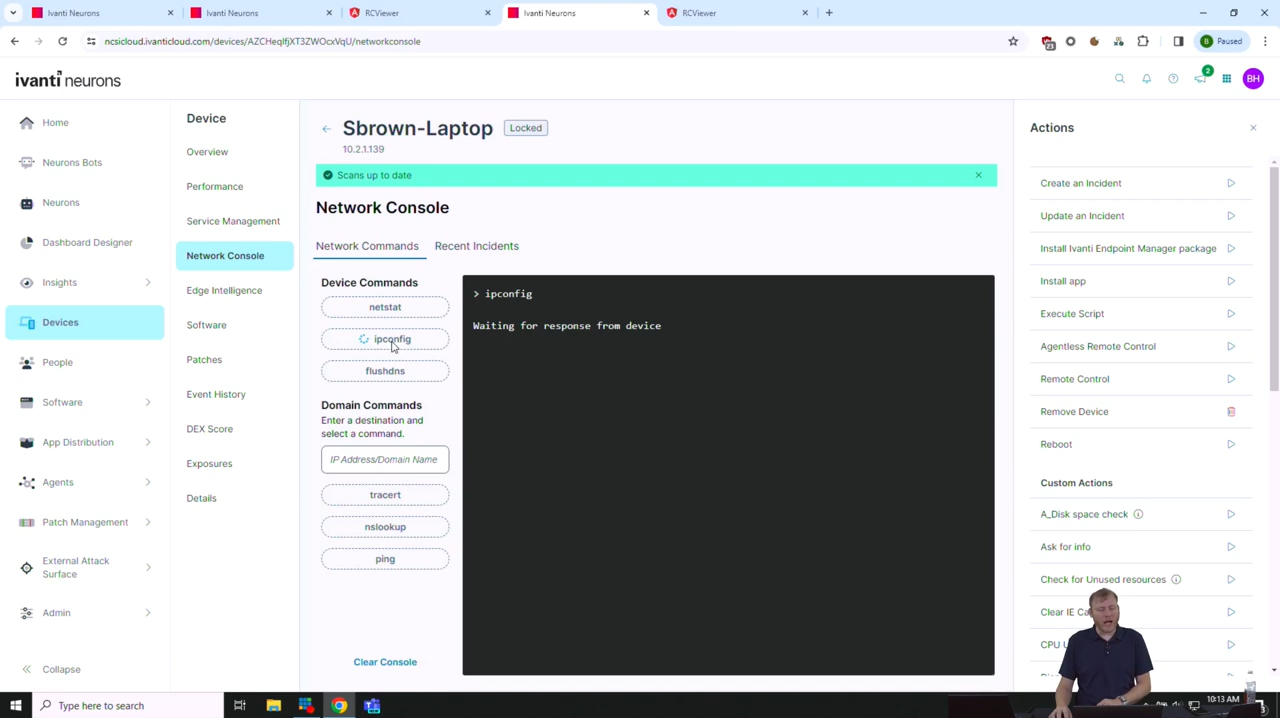 Ivanti Neurons
Ivanti Neurons
RCViewer
Ivanti Neurons
RCViewer
ncsicloud.ivanticloud.com/devices/AZCHeqIfjXT3ZWOcxVqU/networkconsole
23
B Paused
ivanti neurons
2
BH
Home
Neurons Bots
Neurons
Dashboard Designer
Insights
Devices
People
Software
App Distribution
Agents
Patch Management
External Attack
Surface
Admin
Collapse
Device
Overview
Performance
Service Management
Network Console
Edge Intelligence
Software
Patches
Event History
DEX Score
Exposures
Details
Sbrown-Laptop
Locked
10.2.1.139
Scans up to date
Network Console
Network Commands
Recent Incidents
Device Commands
netstat
ipconfig
flushdns
Domain Commands
Enter a destination and
select a command.
IP Address/Domain Name
tracert
nslookup
ping
Clear Console
> ipconfig
Waiting for response from device
Actions
Create an Incident
Update an Incident
Install Ivanti Endpoint Manager package
Install app
Execute Script
Agentless Remote Control
Remote Control
Remove Device
Reboot
Custom Actions
A_Disk space check
Ask for info
Check for Unused resources
Clear IE
CPU
Type here to search
10:13 AM